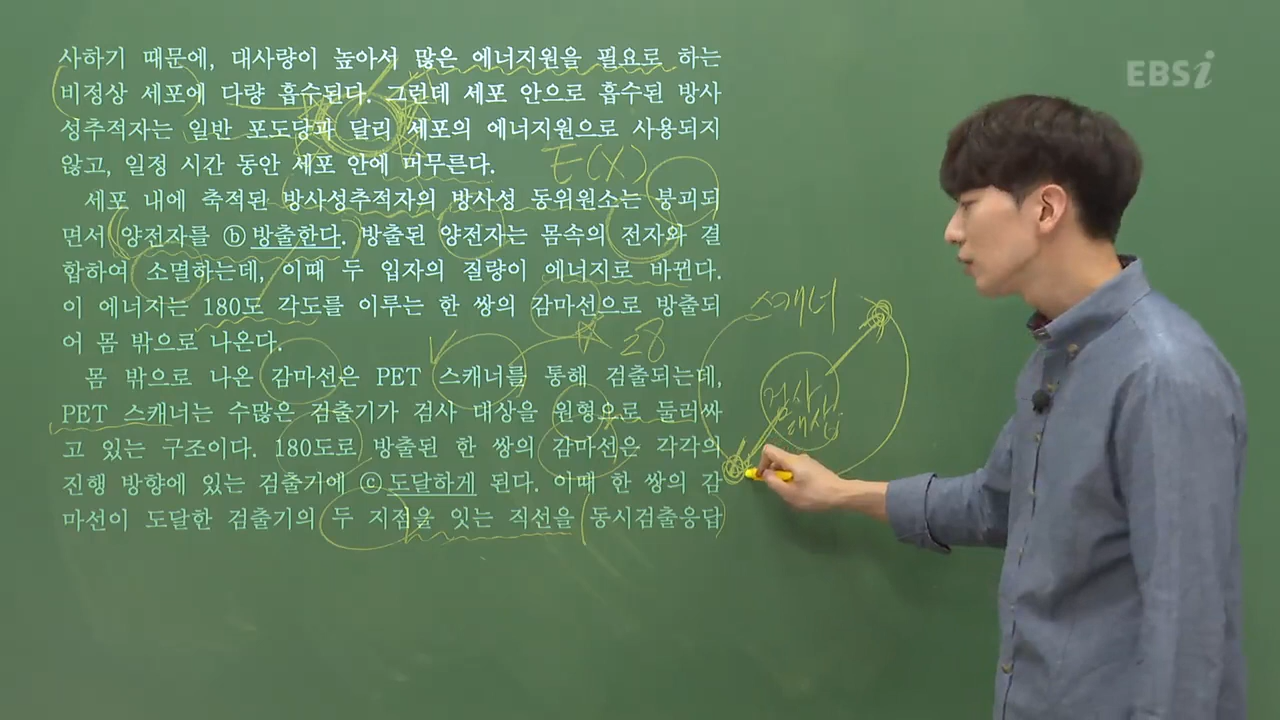 사하기 때문에, 대사량이 높아서 많은 에너지원을 필요로 하는
비정상 세포에 다량 흡수된다. 그런데 세포 안으로 흡수된 방사
성추적자는 일반 포도당과 달리 세포의 에너지원으로 사용되지
않고, 일정 시간 동안 세포 안에 머무른다.
E(X)
세포 내에 축적된 방사성추적자의 방사성 동위원소는 붕괴되
면서 양전자를 ⓑ 방출한다. 방출된 양전자는 몸속의 전자와 결
합하여 소멸하는데, 이때 두 입자의 질량이 에너지로 바뀐다.
이 에너지는 180도 각도를 이루는 한 쌍의 감마선으로 방출되
어 몸 밖으로 나온다.
28
몸 밖으로 나온 감마선은 PET 스캐너를 통해 검출되는데,
PET 스캐너는 수많은 검출기가 검사 대상을 원형으로 둘러싸
고 있는 구조이다. 180도로 방출된 한 쌍의 감마선은 각각의
진행 방향에 있는 검출기에 ⓒ 도달하게 된다. 이때 한 쌍의 감
마선이 도달한 검출기의 두 지점을 잇는 직선을 동시검출응답
스캐너
검사
대상
EBSi